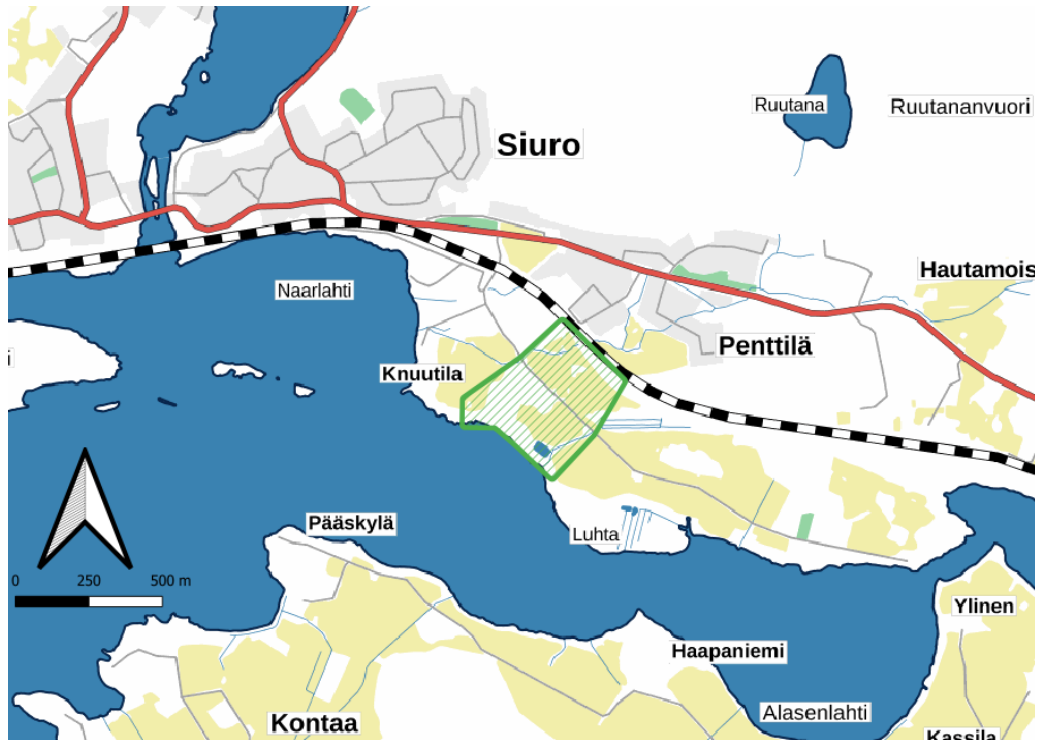 Ruutana
Ruutananvuori
Siuro
Hautamois
Naarlahti
Penttilä
i
Knuutila
Pääskylä
Luhta
0 250 500 m
Ylinen
Haapaniemi
Alasenlahti
Kontaa
Kassila